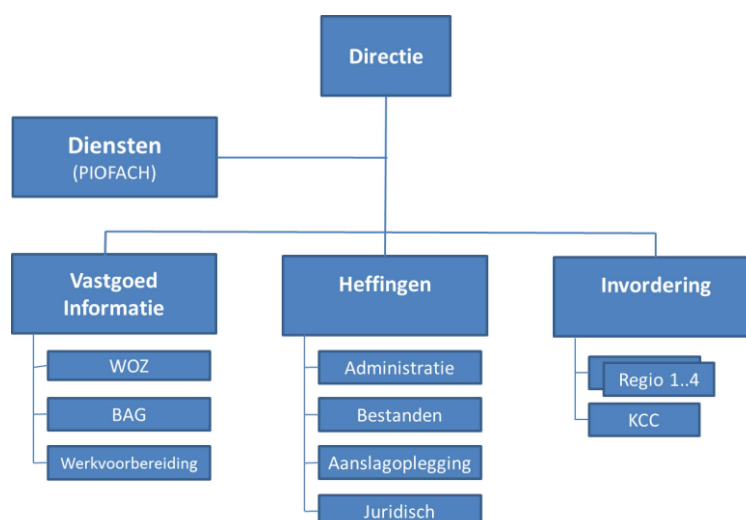 Directie
Diensten
(PIOFACH)
Vastgoed
Informatie
WOZ
BAG
Werkvoorbereiding
Heffingen
Administratie
Bestanden
Aanslagoplegging
Juridisch
Invordering
Regio 1..4
KCC